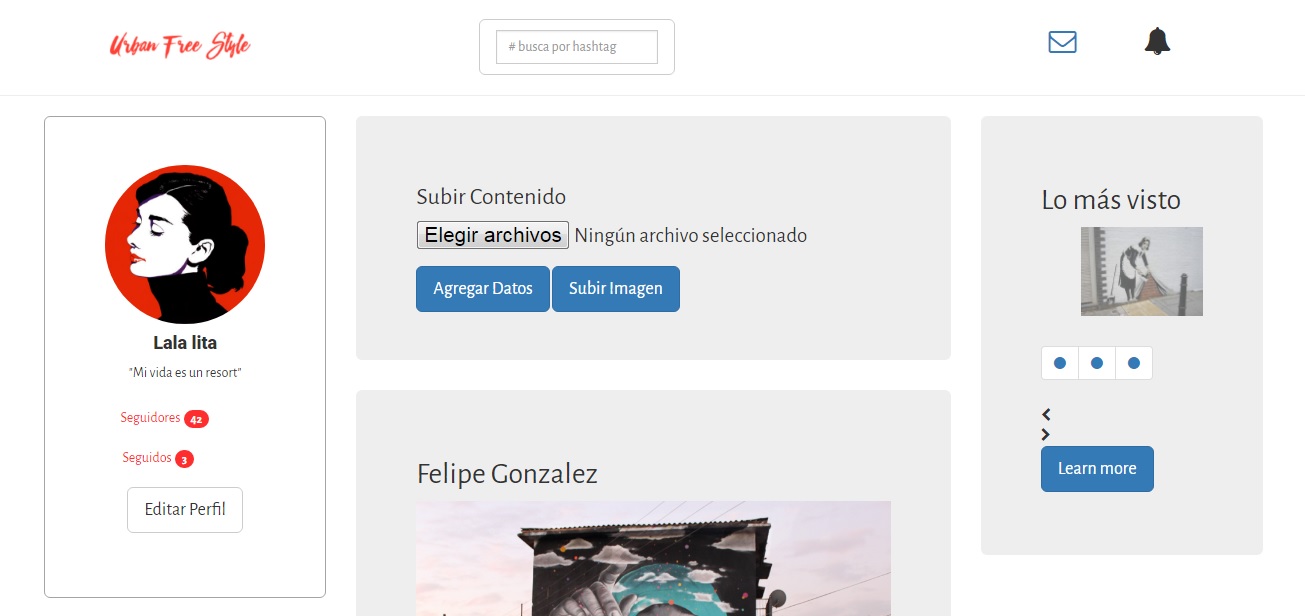 Urban Free Style
# busca por hashtag
Lala lita
"Mi vida es un resort"
Seguidores 42
Seguidos 3
Editar Perfil
Subir Contenido
Elegir archivos Ningún archivo seleccionado
Agregar Datos Subir Imagen
Felipe Gonzalez
Lo más visto
Learn more